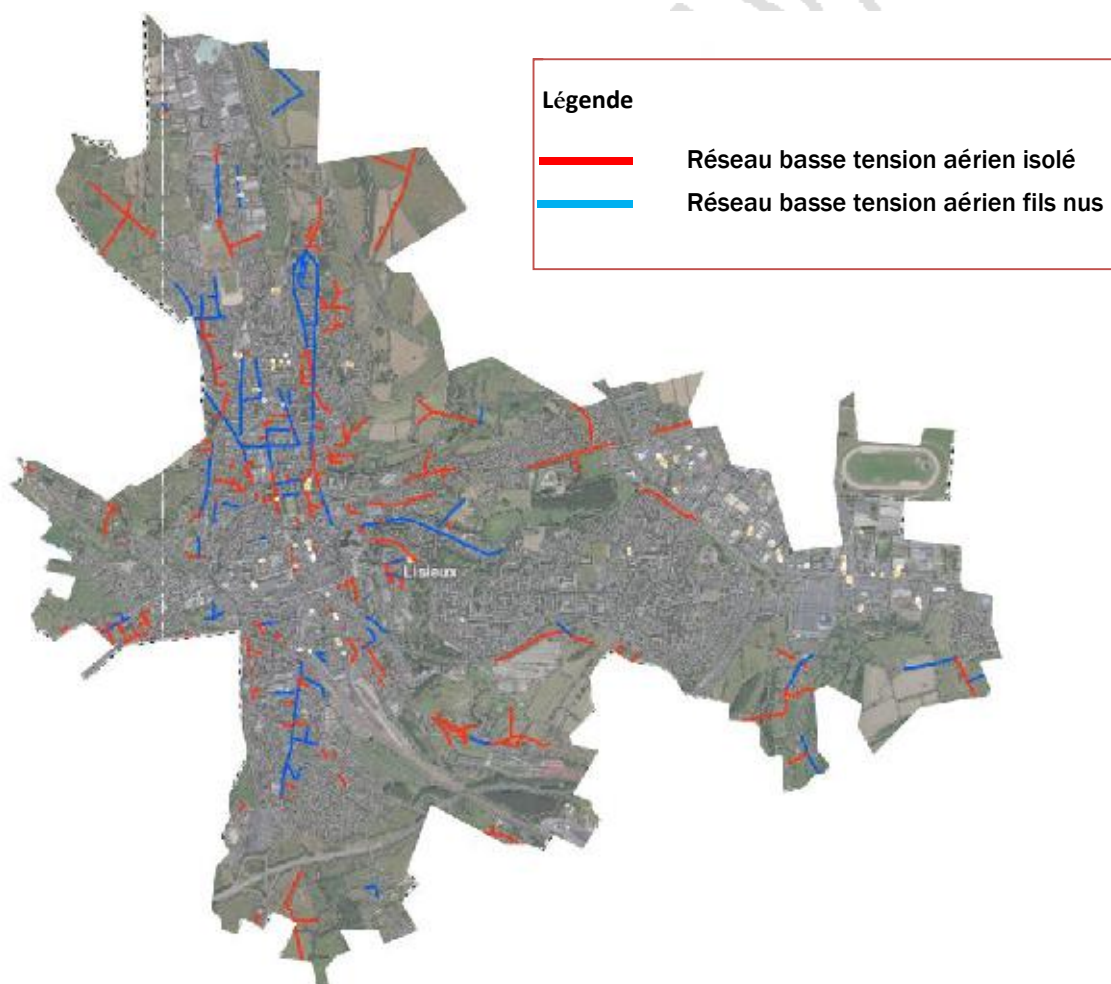 Légende
Réseau basse tension aérien isolé
Réseau basse tension aérien fils nus
Lisieux